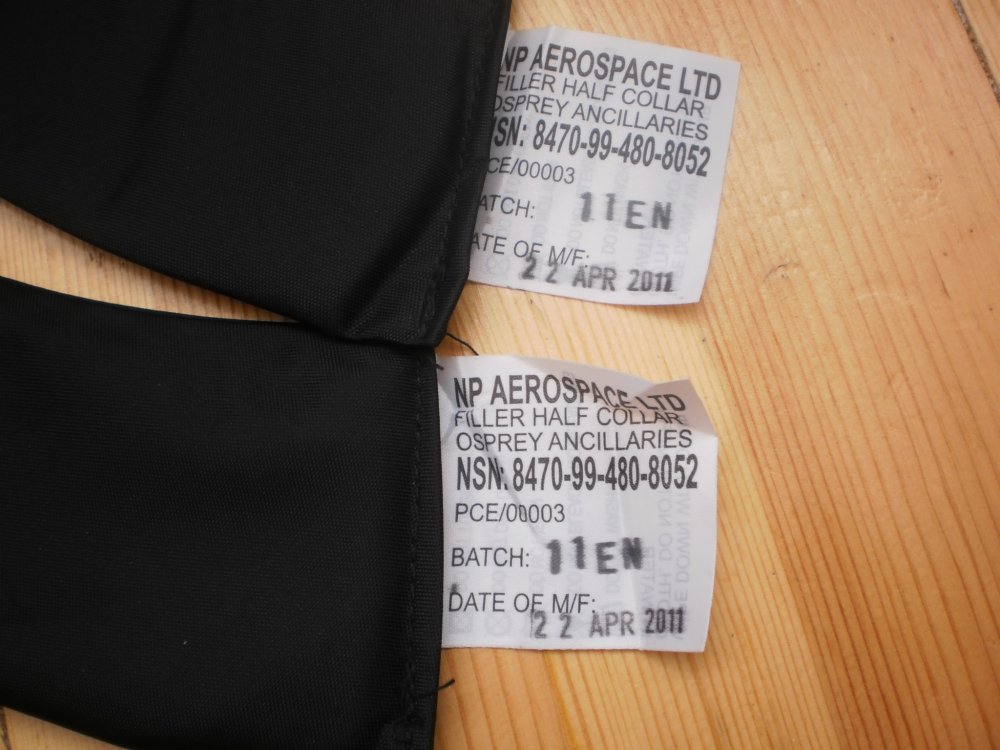 NP AEROSPACE LTD
FILLER HALF COLLAR
OSPREY ANCILLARIES
NSN: 8470-99-480-8052
PCE/00003
BATCH: 11EN
DATE OF M/F:
22 APR 2011
NP AEROSPACE LTD
FILLER HALF COLLAR
OSPREY ANCILLARIES
NSN: 8470-99-480-8052
PCE/00003
BATCH: 11EN
DATE OF M/F:
22 APR 2011